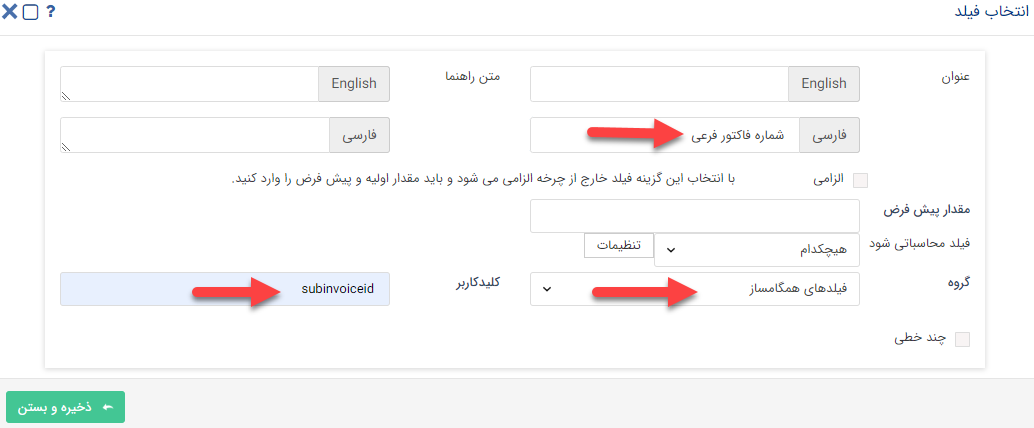 انتخاب فیلد ?
عنوان English متن راهنما English
فارسی شماره فاکتور فرعی فارسی
الزامی با انتخاب این گزینه فیلد خارج از چرخه الزامی می شود و باید مقدار اولیه و پیش فرض را وارد کنید.
مقدار پیش فرض
فیلد محاسباتی شود هیچکدام تنظیمات
گروه فیلدهای همگامساز کلیدکاربر subinvoiceid
چند خطی
ذخیره و بستن